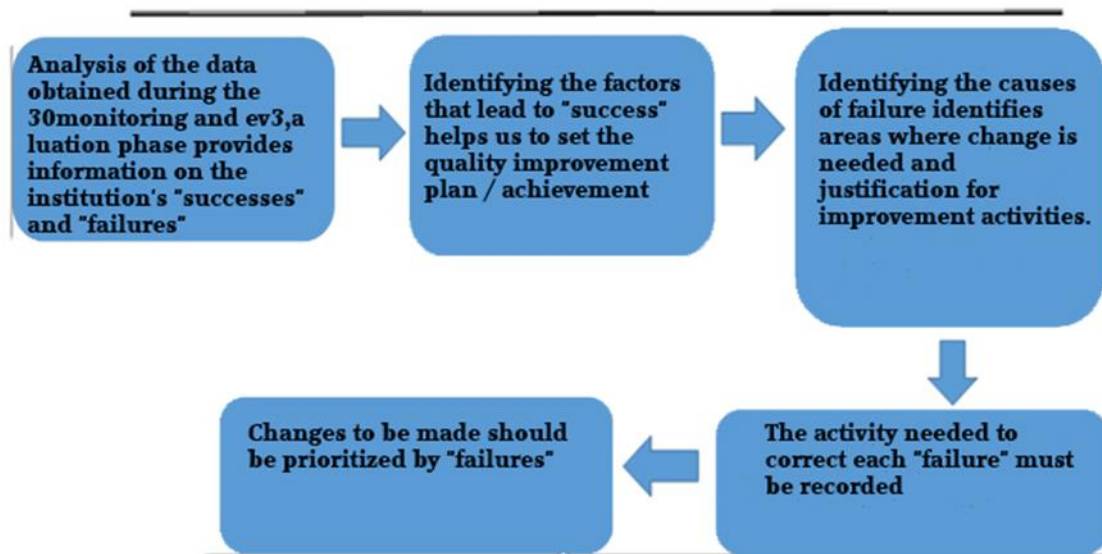 Analysis of the data
obtained during the
30monitoring and ev3,a
luation phase provides
information on the
institution's "successes"
and "failures"
Identifying the factors
that lead to "success"
helps us to set the
quality improvement
plan / achievement
Identifying the causes
of failure identifies
areas where change is
needed and
justification for
improvement activities.
The activity needed to
correct each "failure" must
be recorded
Changes to be made should
be prioritized by "failures"